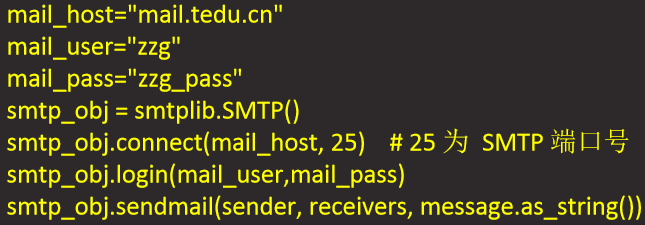 mail_host="mail.tedu.cn"
mail_user="zzg"
mail_pass="zzg_pass"
smtp_obj = smtplib.SMTP()
smtp_obj.connect(mail_host, 25)    # 25 为  SMTP 端口号
smtp_obj.login(mail_user,mail_pass)
smtp_obj.sendmail(sender, receivers, message.as_string())